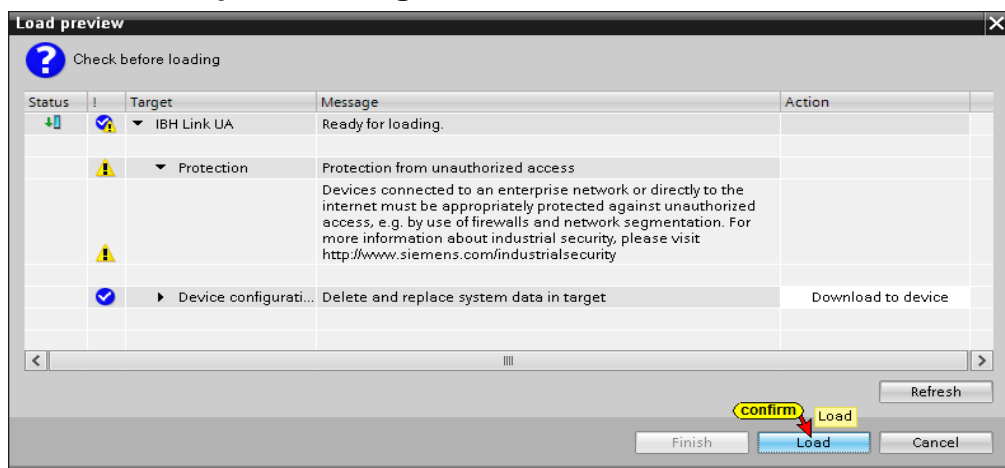 Load preview
Check before loading
Status ! Target Message Action
IBH Link UA Ready for loading.
Protection Protection from unauthorized access
Devices connected to an enterprise network or directly to the
internet must be appropriately protected against unauthorized
access, e.g. by use of firewalls and network segmentation. For
more information about industrial security, please visit
http://www.siemens.com/industrialsecurity
Device configurati... Delete and replace system data in target Download to device
Refresh
confirm
Load
Finish Load Cancel